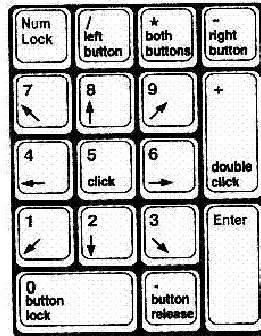 Num Lock
/ left button
* both buttons
- right button
7
8
9
+ double click
4
5 click
6
1
2
3
Enter
0 button lock
. button release